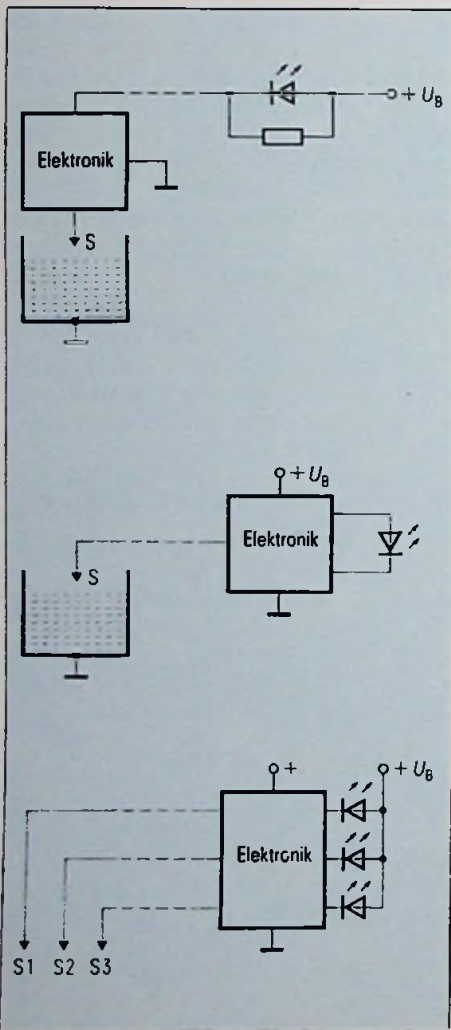 + U_B
Elektronik
S
+ U_B
Elektronik
S
+ + U_B
Elektronik
S1 S2 S3